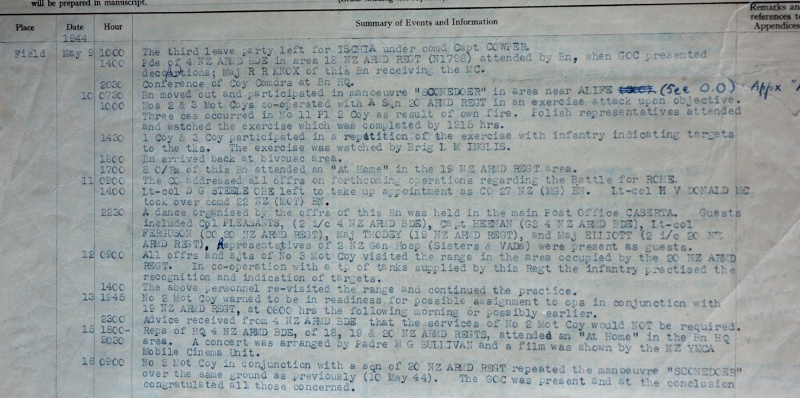 will be prepared in manuscript.
Remarks an
references to
Appendices
Place Date Hour Summary of Events and Information
1944
Field May 9 1000 The third leave party left for ISCHIA under comd Capt COWPER.
1400 Pde of 4 NZ ARMD BDE in area 18 NZ ARMD REGT (N1798) attended by Bn, when GOC presented
decorations; Maj R R KNOX of this Bn receiving the MC.
2030 Conference of Coy Comdrs at Bn HQ.
10 0730 Bn moved out and participated in manoeuvre "SCONEDOER" in area near ALIFE (See O.O) Appx "A
1000 Nos 2 & 3 Mot Coys co-operated with A Sqn 20 ARMD REGT in an exercise attack upon objective.
Three cas occurred in No 11 Pl 2 Coy as result of own fire. Polish representatives attended
and watched the exercise which was completed by 1215 hrs.
1430 1 Coy & 2 Coy participated in a repetition of the exercise with infantry indicating targets
to the tks. The exercise was watched by Brig L M INGLIS.
1800 Bn arrived back at bivouac area.
1700 8 O/Rs of this Bn attended an "At Home" in the 19 NZ ARMD REGT area.
11 0900 The CO addressed all offrs on forthcoming operations regarding the Battle for ROME.
1400 Lt-col D G STEELE OBE left to take up appointment as CO 27 NZ (MG) BN. Lt-col H V DONALD MC
took over comd 22 NZ (MOT) BN.
2230 A dance organised by the offrs of this Bn was held in the main Post Office CASERTA. Guests
included Col PLEASANTS, (2 i/c 4 NZ ARMD BDE), Capt HEENAN (G3 4 NZ ARMD BDE), Lt-col
FERGUSON (CO 20 NZ ARMD REGT), Maj THODEY (18 NZ ARMD REGT), and Maj ELLIOTT (2 i/c 20 NZ
ARMD REGT), Representatives of 2 NZ Gen Hosp (Sisters & VADs) were present as guests.
12 0900 All offrs and sjts of No 3 Mot Coy visited the range in the area occupied by the 20 NZ ARMD
REGT. In co-opertion with a tp of tanks supplied by this Regt the infantry practised the
recognition and indication of targets.
1400 The above personnel re-visited the range and continued the practice.
13 1945 No 2 Mot Coy warned to be in readiness for possible assignment to ops in conjunction with
19 NZ ARMD REGT, at 0800 hrs the following morning or possibly earlier.
2300 Advice received from 4 NZ ARMD BDE that the services of No 2 Mot Coy would NOT be required.
15 1800- Reps of HQ 4 NZ ARMD BDE, of 18, 19 & 20 NZ ARMD REGTS, attended an "At Home" in the Bn HQ
2030 area. A concert was arranged by Padre M G SULLIVAN and a film was shown by the NZ YMCA
Mobile Cinema Unit.
16 0900 No 2 Mot Coy in conjunction with a sqn of 20 NZ ARMD REGT repeated the manoeuvre "SCONEDOER"
over the same ground as previously (10 May 44). The GOC was present and at the conclusion
congratulated all those concerned.